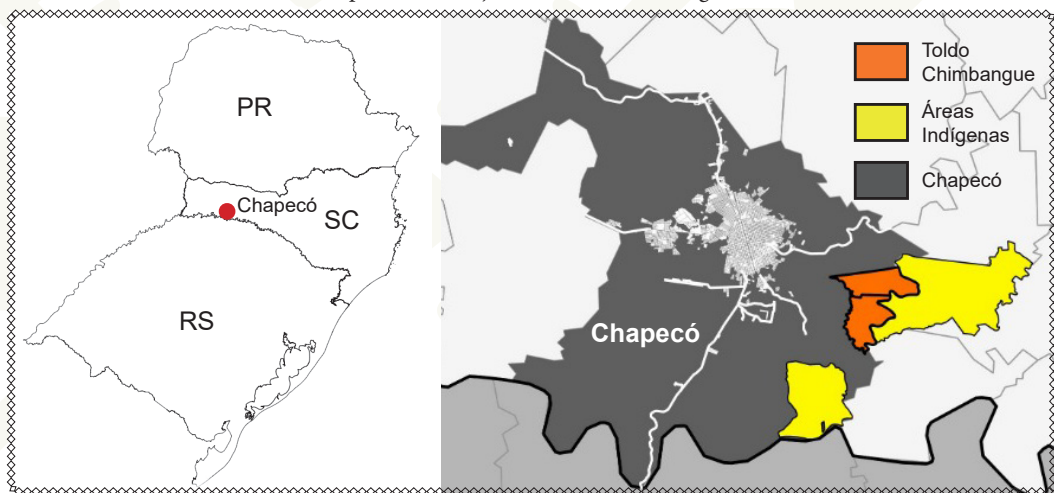 PR
Chapecó
SC
RS
Toldo
Chimbangue
Áreas
Indígenas
Chapecó
Chapecó